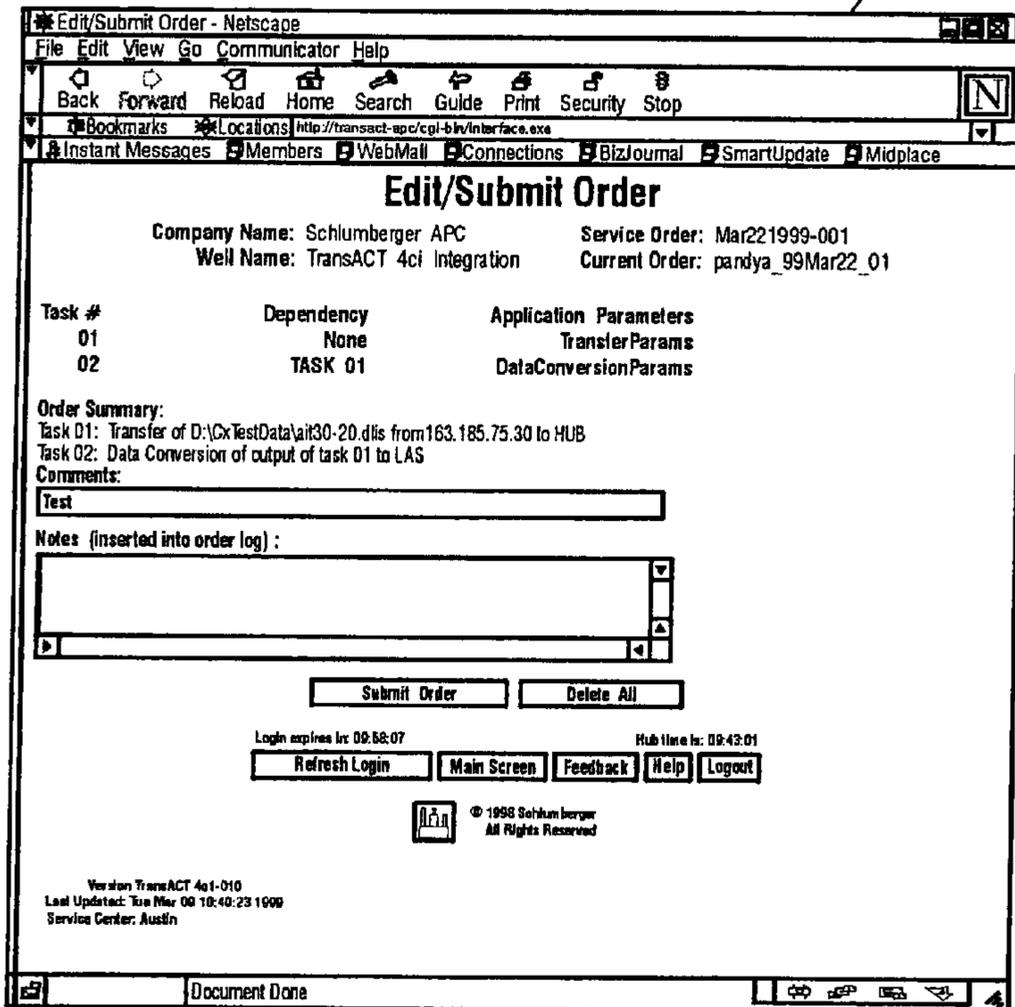 Edit/Submit Order - Netscape
File Edit View Go Communicator Help
Back Forward Reload Home Search Guide Print Security Stop
N
Bookmarks Locations http://transact-apc/cgi-bin/interface.exe
Instant Messages Members WebMail Connections BizJournal SmartUpdate Midplace
Edit/Submit Order
Company Name: Schlumberger APC Service Order: Mar221999-001
Well Name: TransACT 4ci Integration Current Order: pandya_99Mar22_01
Task # Dependency Application Parameters
01 None TransferParams
02 TASK 01 DataConversionParams
Order Summary:
Task 01: Transfer of D:\CxTestData\ait30-20.dlis from163.185.75.30 to HUB
Task 02: Data Conversion of output of task 01 to LAS
Comments:
Test
Notes (inserted into order log) :
Submit Order Delete All
Login expires in: 09:58:07 Hub time is: 09:43:01
Refresh Login Main Screen Feedback Help Logout
© 1998 Schlumberger
All Rights Reserved
Version TransACT 4c1-010
Last Updated: Tue Mar 09 10:40:23 1999
Service Center: Austin
Document Done